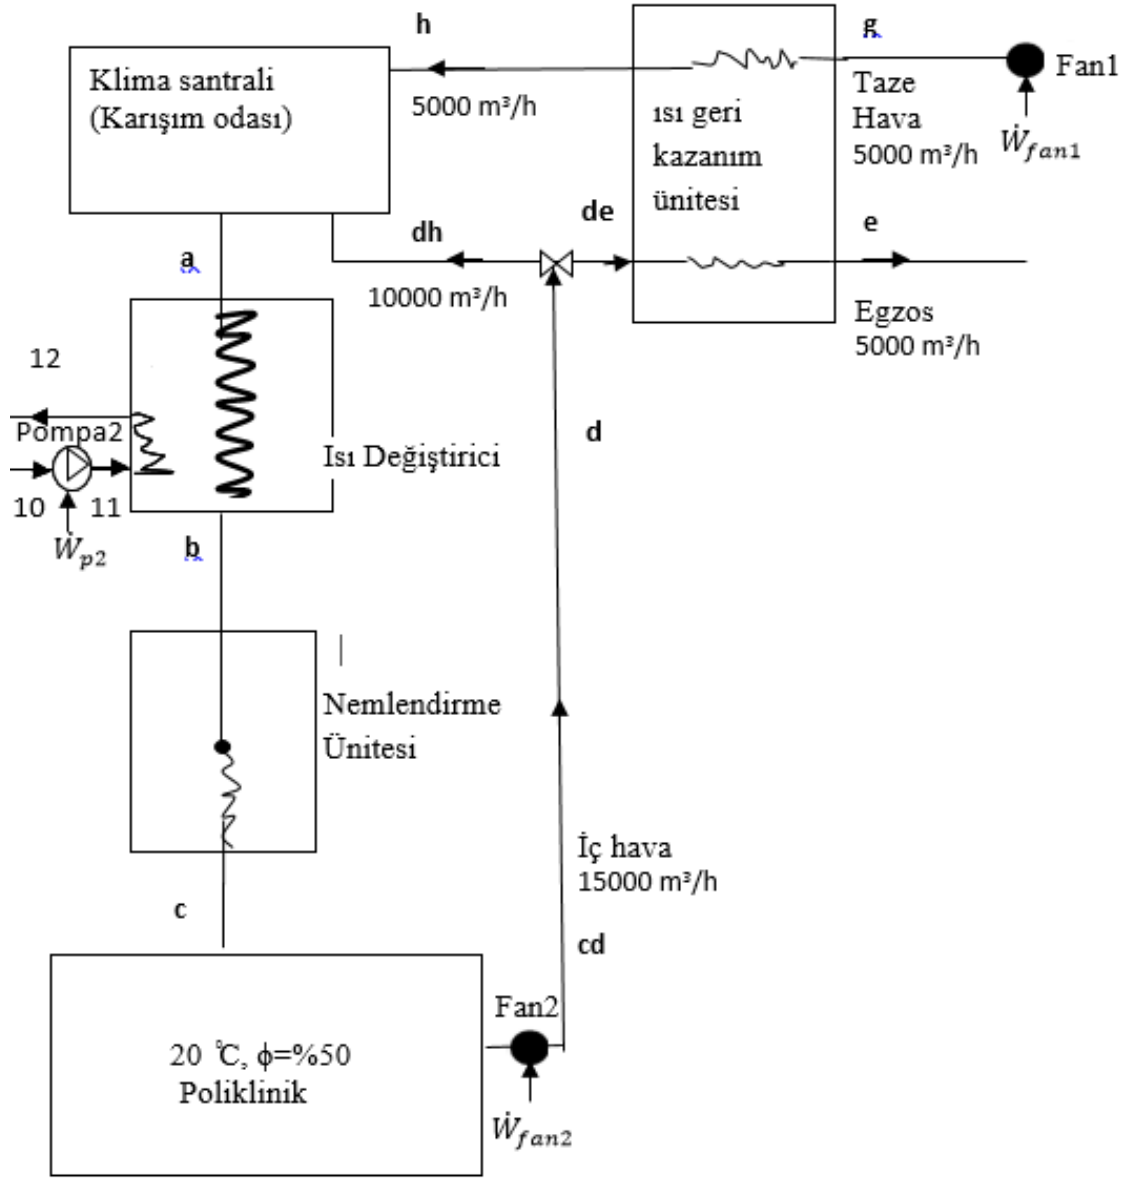 h
g
Klima santrali
(Karışım odası)
5000 m³/h
ısı geri
kazanım
ünitesi
Taze
Hava
5000 m³/h
Fan1
Ẇfan1
a
dh
10000 m³/h
de
e
Egzos
5000 m³/h
12
Pompa2
10
11
Ẇp2
Isı Değiştirici
d
b
Nemlendirme
Ünitesi
İç hava
15000 m³/h
c
cd
Fan2
20 °C, ϕ=%50
Poliklinik
Ẇfan2